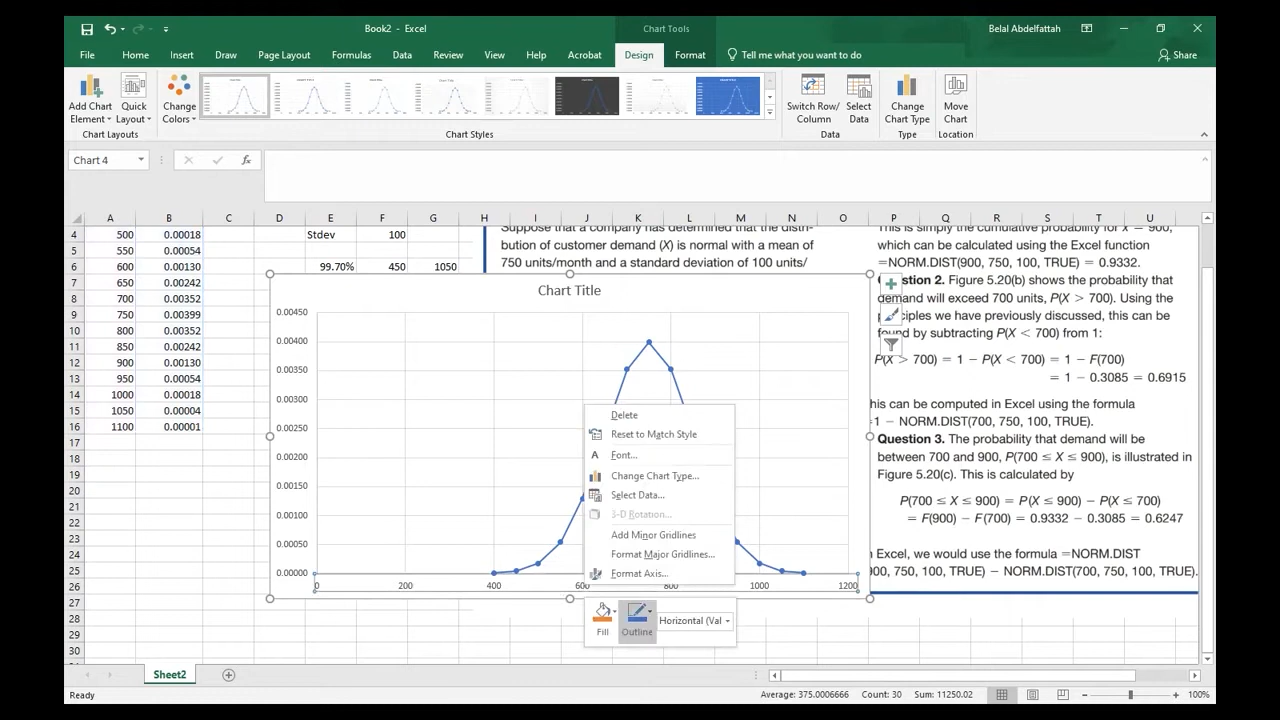 Book2 - Excel
Chart Tools
Belal Abdelfattah
File Home Insert Draw Page Layout Formulas Data Review View Help Acrobat Design Format Tell me what you want to do Share
Add Chart Element Quick Layout Change Colors Switch Row/ Column Select Data Change Chart Type Move Chart
Chart Layouts Chart Styles Data Type Location
Chart 4 fx
A B C D E F G H I J K L M N O P Q R S T U
4 500 0.00018 Stdev 100
5 550 0.00054
6 600 0.00130 99.70% 450 1050
7 650 0.00242
8 700 0.00352
9 750 0.00399
10 800 0.00352
11 850 0.00242
12 900 0.00130
13 950 0.00054
14 1000 0.00018
15 1050 0.00004
16 1100 0.00001
17
18
19
20
21
22
23
24
25
26
27
28
29
30
Suppose that a company has determined that the distri-
bution of customer demand (X) is normal with a mean of
750 units/month and a standard deviation of 100 units/
Chart Title
0.00450
0.00400
0.00350
0.00300
0.00250
0.00200
0.00150
0.00100
0.00050
0.00000
0 200 600 800 1000 1200
Delete
Reset to Match Style
Font...
Change Chart Type...
Select Data...
3-D Rotation...
Add Minor Gridlines
Format Major Gridlines...
Format Axis...
Fill Outline Horizontal (Val
This is simply the cumulative probability for x = 900,
which can be calculated using the Excel function
=NORM.DIST(900, 750, 100, TRUE) = 0.9332.
stion 2. Figure 5.20(b) shows the probability that
demand will exceed 700 units, P(X > 700). Using the
ciples we have previously discussed, this can be
found by subtracting P(X < 700) from 1:
P(X > 700) = 1 − P(X < 700) = 1 − F(700)
= 1 − 0.3085 = 0.6915
his can be computed in Excel using the formula
=1 − NORM.DIST(700, 750, 100, TRUE).
Question 3. The probability that demand will be
between 700 and 900, P(700 ≤ X ≤ 900), is illustrated in
Figure 5.20(c). This is calculated by
P(700 ≤ X ≤ 900) = P(X ≤ 900) − P(X ≤ 700)
= F(900) − F(700) = 0.9332 − 0.3085 = 0.6247
n Excel, we would use the formula =NORM.DIST
900, 750, 100, TRUE) − NORM.DIST(700, 750, 100, TRUE).
Sheet2
Ready Average: 375.0006666 Count: 30 Sum: 11250.02 100%